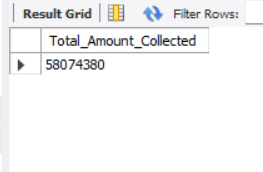 Result Grid Filter Rows:
Total_Amount_Collected
58074380